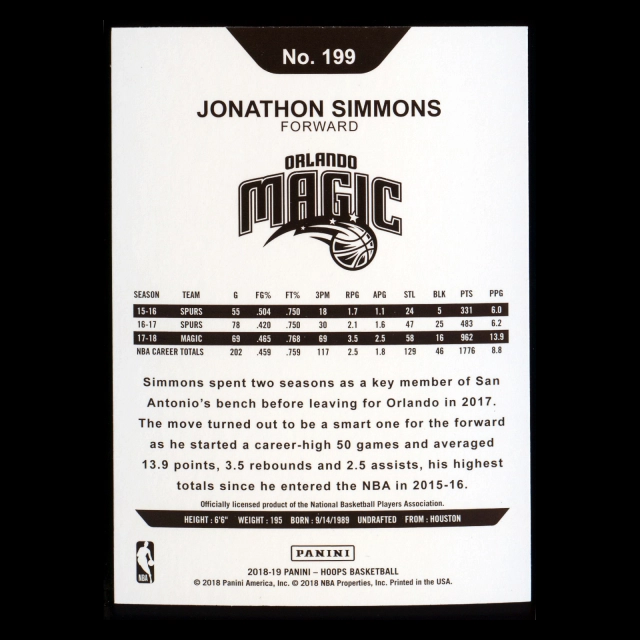 No. 199
JONATHON SIMMONS
FORWARD
ORLANDO
MAGIC
SEASON TEAM G FG% FT% 3PM RPG APG STL BLK PTS PPG
15-16 SPURS 55 .504 .750 18 1.7 1.1 24 5 331 6.0
16-17 SPURS 78 .420 .750 30 2.1 1.6 47 25 483 6.2
17-18 MAGIC 69 .465 .768 69 3.5 2.5 58 16 962 13.9
NBA CAREER TOTALS 202 .459 .759 117 2.5 1.8 129 46 1776 8.8
Simmons spent two seasons as a key member of San
Antonio's bench before leaving for Orlando in 2017.
The move turned out to be a smart one for the forward
as he started a career-high 50 games and averaged
13.9 points, 3.5 rebounds and 2.5 assists, his highest
totals since he entered the NBA in 2015-16.
Officially licensed product of the National Basketball Players Association.
HEIGHT : 6'6" WEIGHT : 195 BORN : 9/14/1989 UNDRAFTED FROM : HOUSTON
NBA
PANINI
2018-19 PANINI – HOOPS BASKETBALL
© 2018 Panini America, Inc. © 2018 NBA Properties, Inc. Printed in the USA.